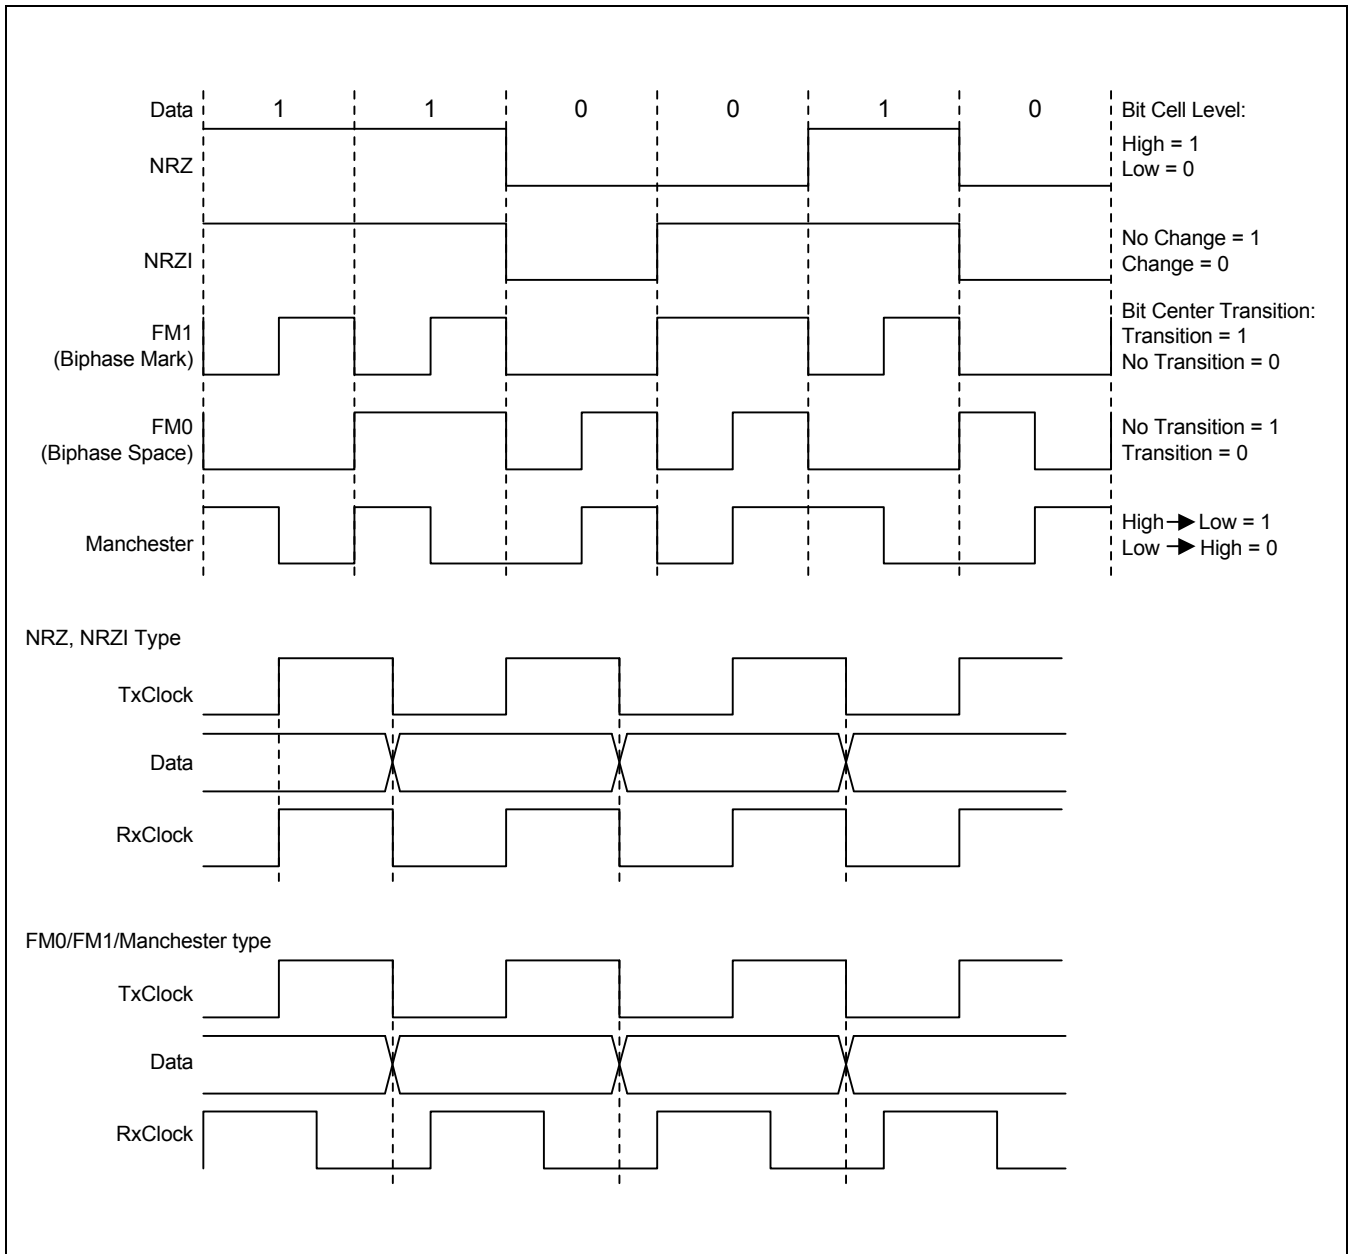 Data 1 1 0 0 1 0 Bit Cell Level:
High = 1
NRZ Low = 0
No Change = 1
NRZI Change = 0
Bit Center Transition:
FM1 Transition = 1
(Biphase Mark) No Transition = 0
FM0 No Transition = 1
(Biphase Space) Transition = 0
High → Low = 1
Manchester Low → High = 0
NRZ, NRZI Type
TxClock
Data
RxClock
FM0/FM1/Manchester type
TxClock
Data
RxClock